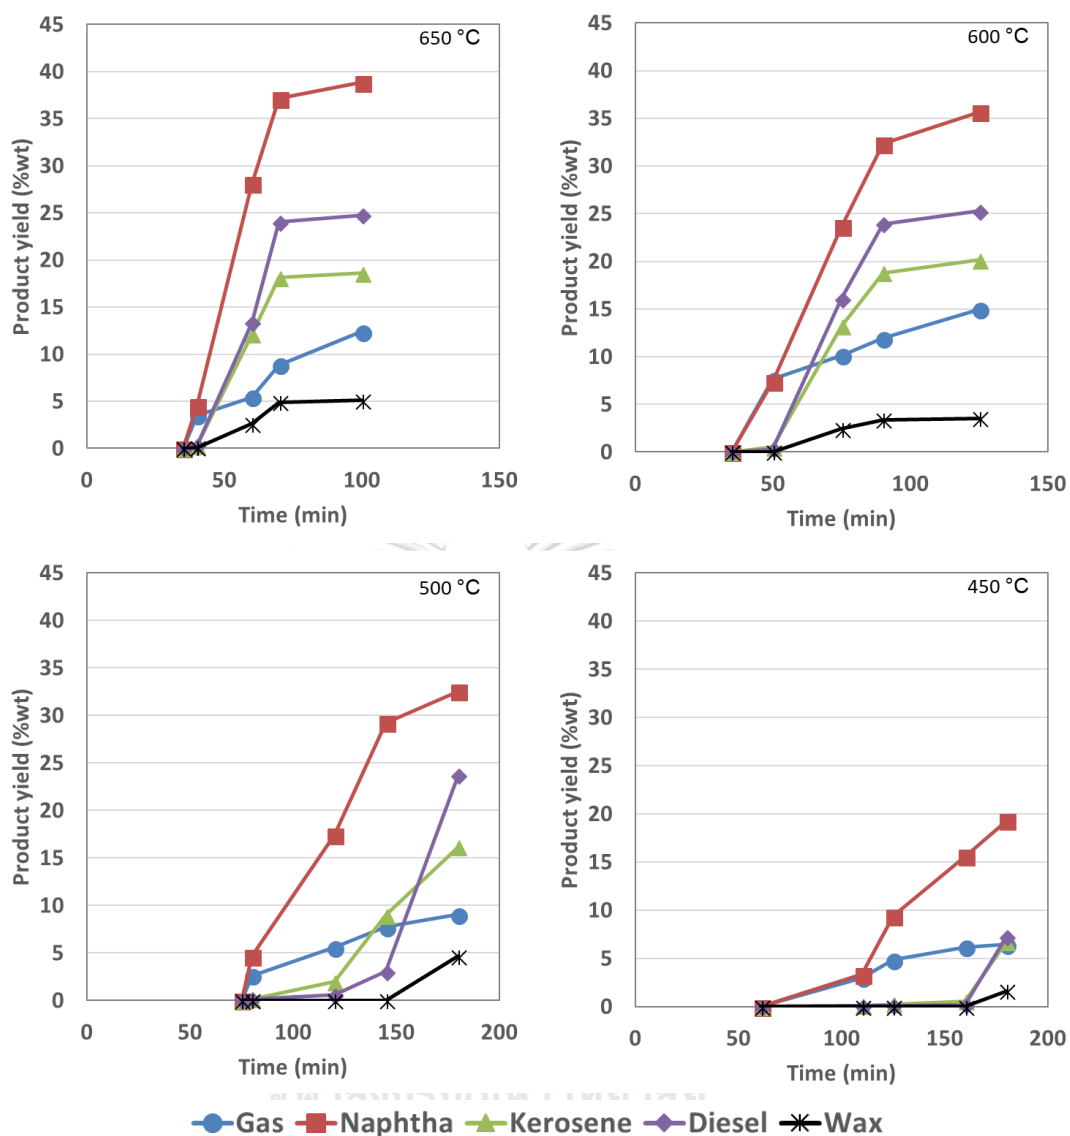 650 °C
Product yield (%wt)
45
40
35
30
25
20
15
10
5
0
0 50 100 150
Time (min)
600 °C
Product yield (%wt)
45
40
35
30
25
20
15
10
5
0
0 50 100 150
Time (min)
500 °C
Product yield (%wt)
45
40
35
30
25
20
15
10
5
0
0 50 100 150 200
Time (min)
450 °C
Product yield (%wt)
45
40
35
30
25
20
15
10
5
0
0 50 100 150 200
Time (min)
Gas Naphtha Kerosene Diesel Wax